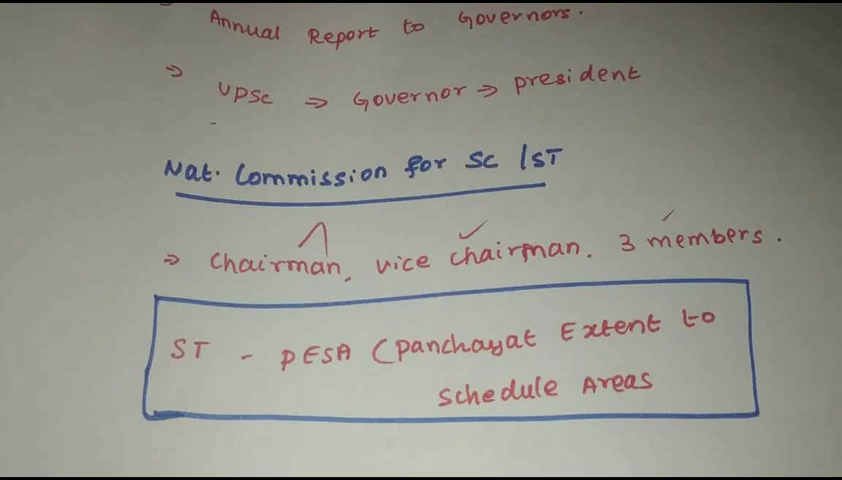 Annual Report to Governors.
⇒ UPSC ⇒ Governor ⇒ president
Nat. Commission for SC/ST
⇒ Chairman, vice chairman. 3 members.
ST - PESA (Panchayat Extent to
Schedule Areas